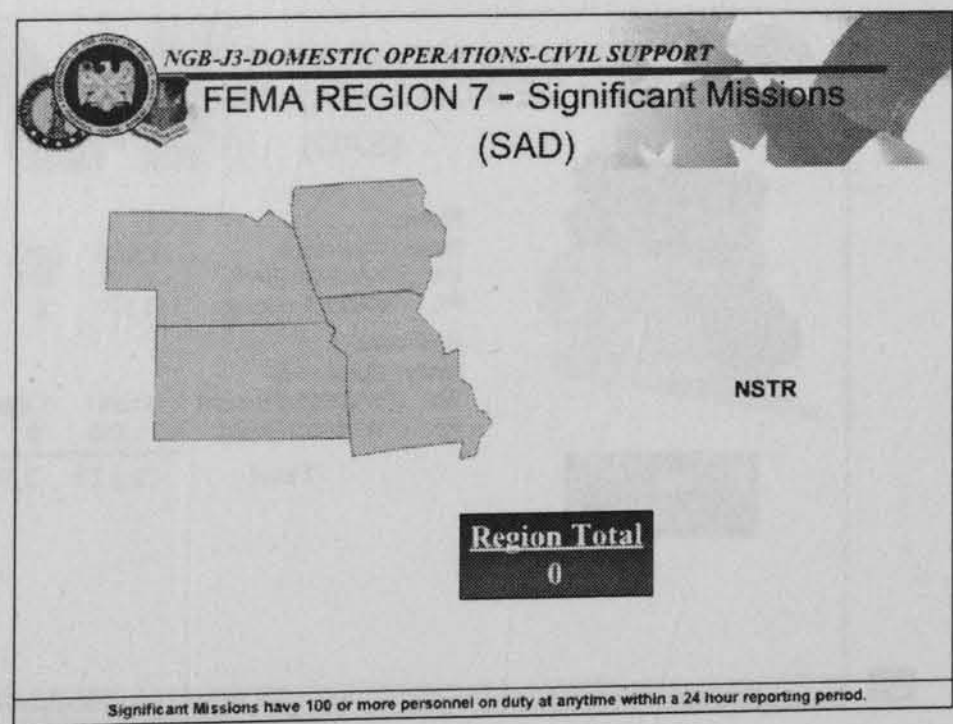 NGB-J3-DOMESTIC OPERATIONS-CIVIL SUPPORT
FEMA REGION 7 - Significant Missions
(SAD)
NSTR
Region Total
0
Significant Missions have 100 or more personnel on duty at anytime within a 24 hour reporting period.